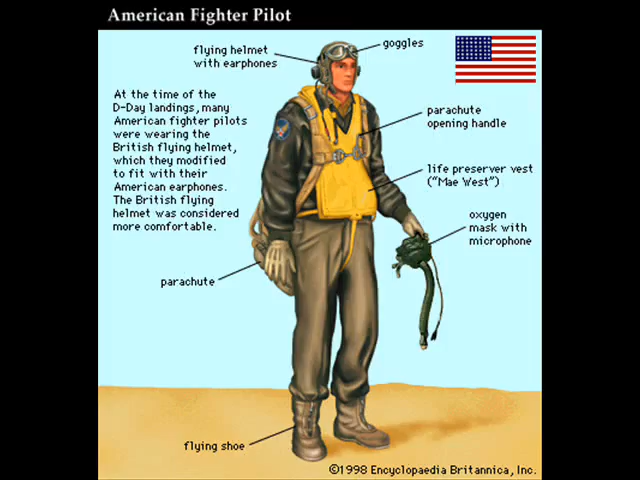 American Fighter Pilot
flying helmet
with earphones
goggles
At the time of the
D-Day landings, many
American fighter pilots
were wearing the
British flying helmet,
which they modified
to fit with their
American earphones.
The British flying
helmet was considered
more comfortable.
parachute
opening handle
life preserver vest
("Mae West")
oxygen
mask with
microphone
parachute
flying shoe
©1998 Encyclopaedia Britannica, Inc.